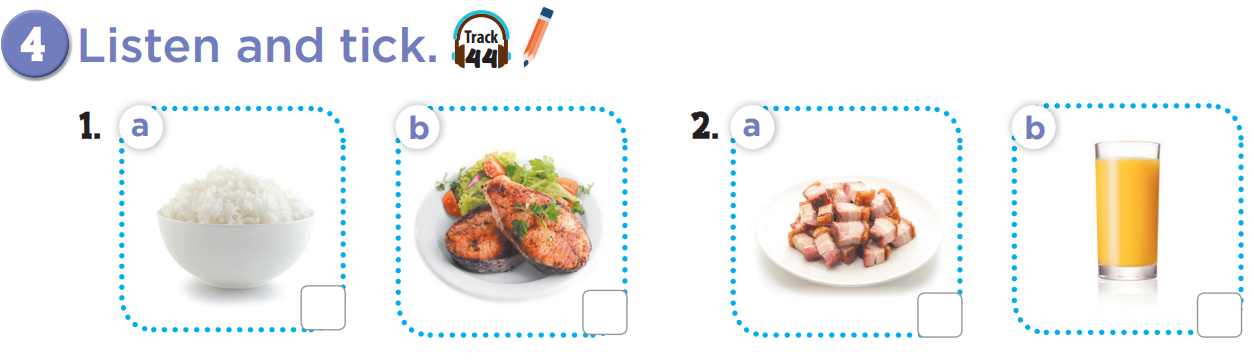 4 Listen and tick. Track 44
1. a b 2. a b